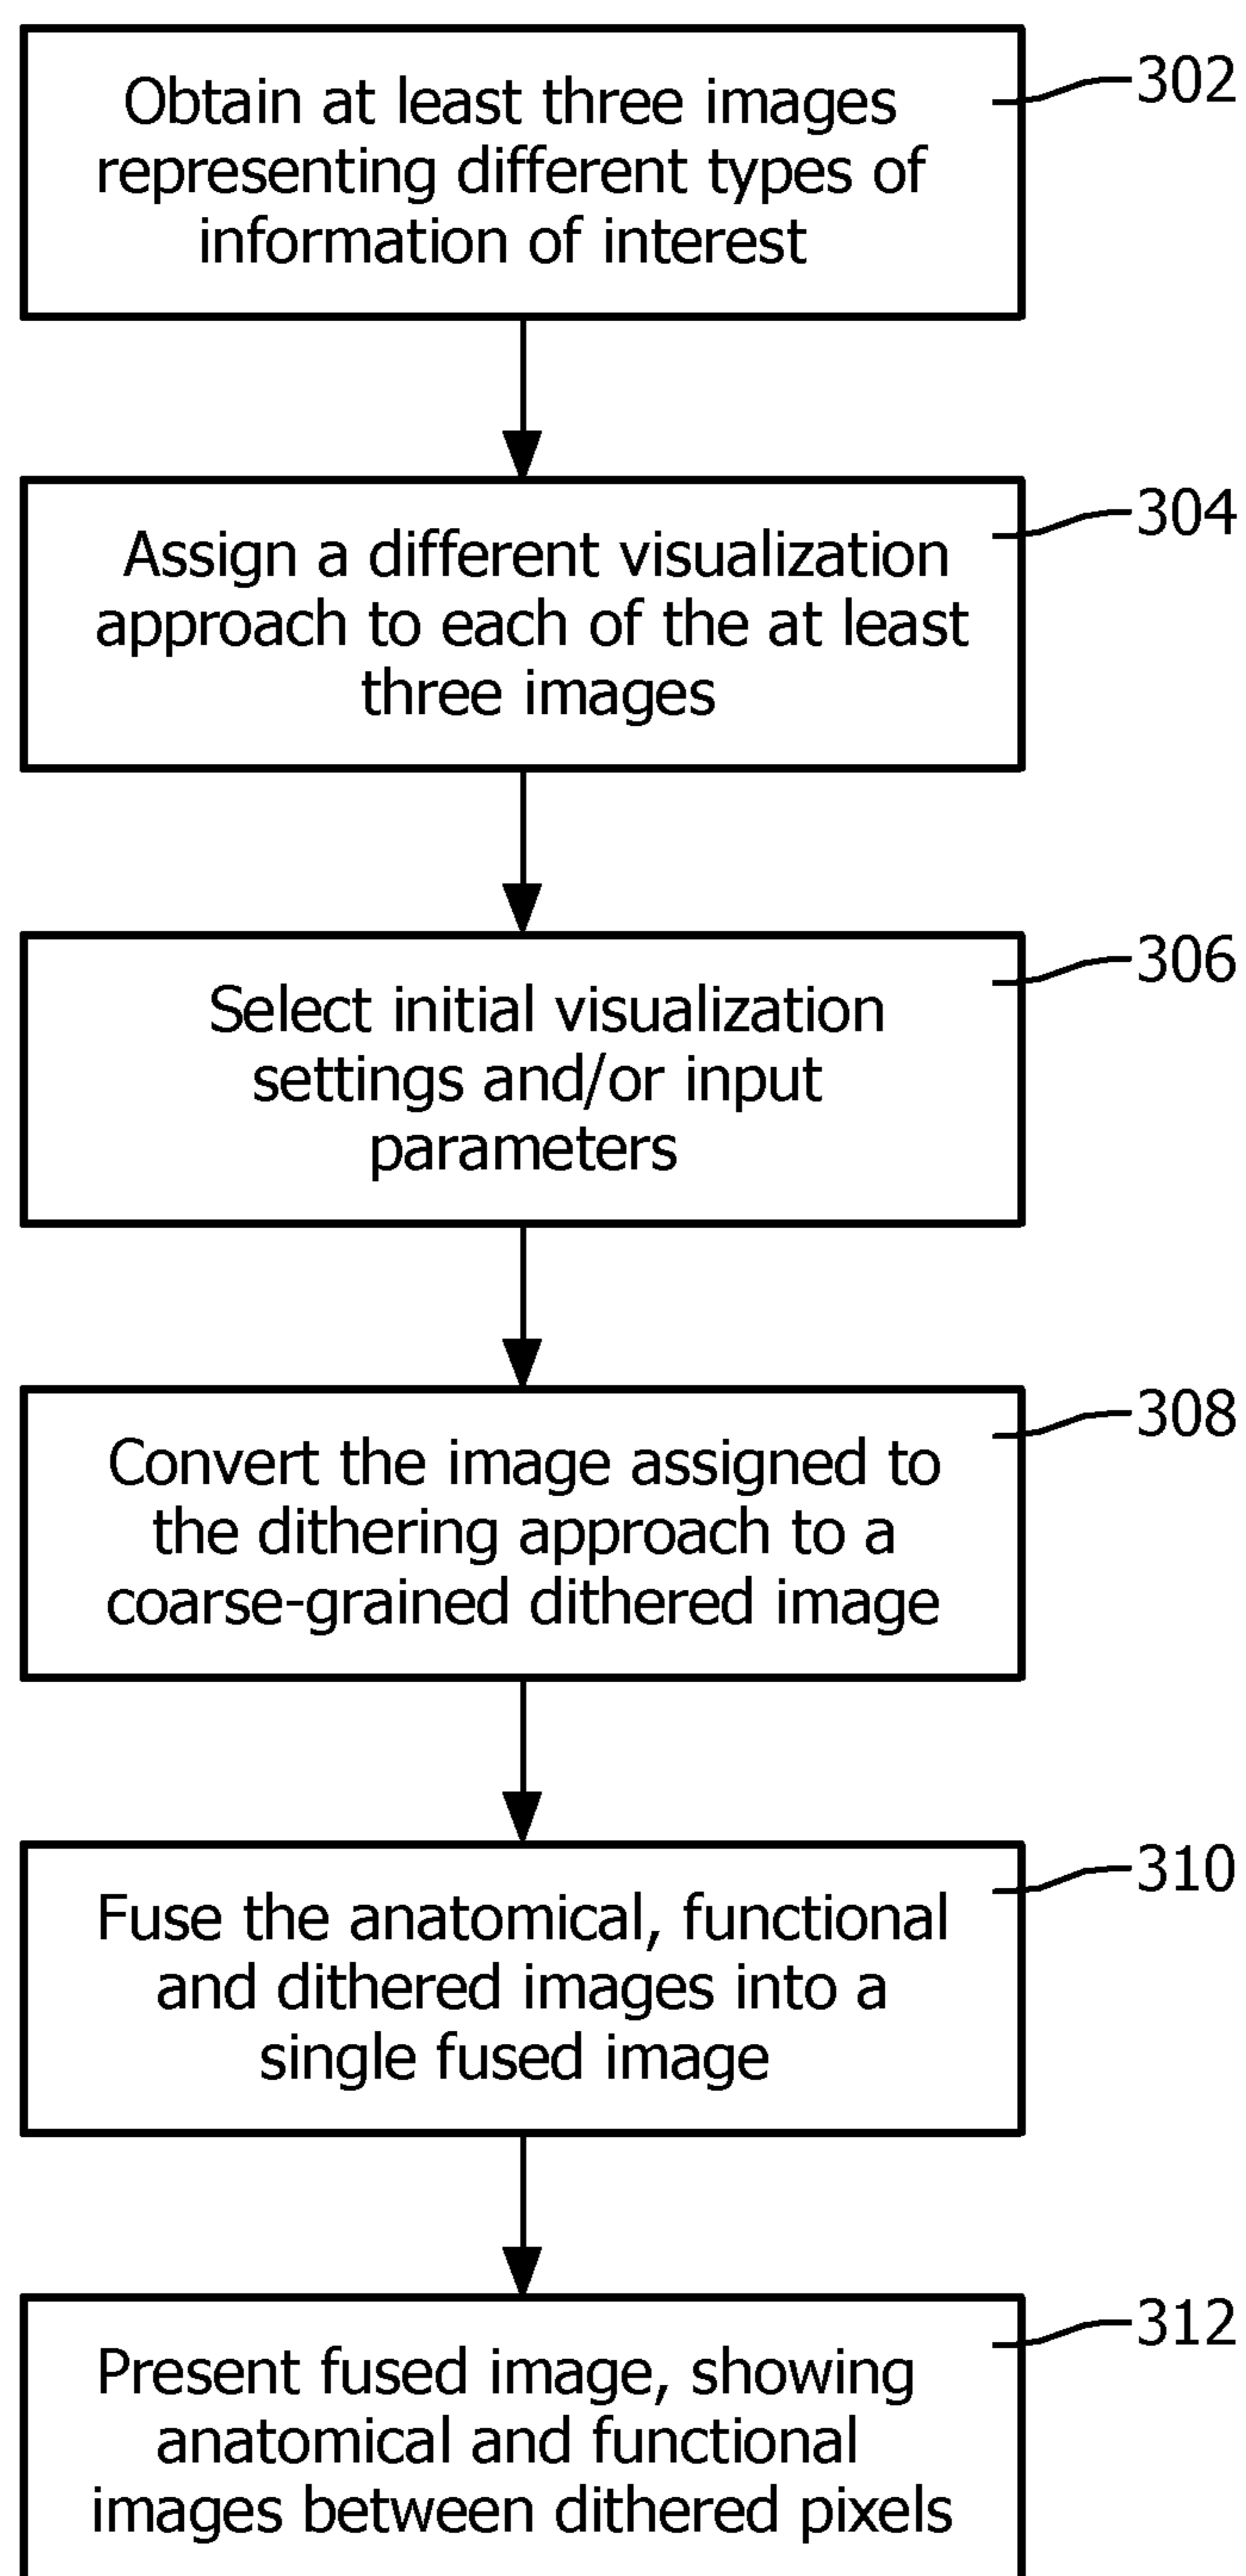 Obtain at least three images
representing different types of
information of interest
302
Assign a different visualization
approach to each of the at least
three images
304
Select initial visualization
settings and/or input
parameters
306
Convert the image assigned to
the dithering approach to a
coarse-grained dithered image
308
Fuse the anatomical, functional
and dithered images into a
single fused image
310
Present fused image, showing
anatomical and functional
images between dithered pixels
312